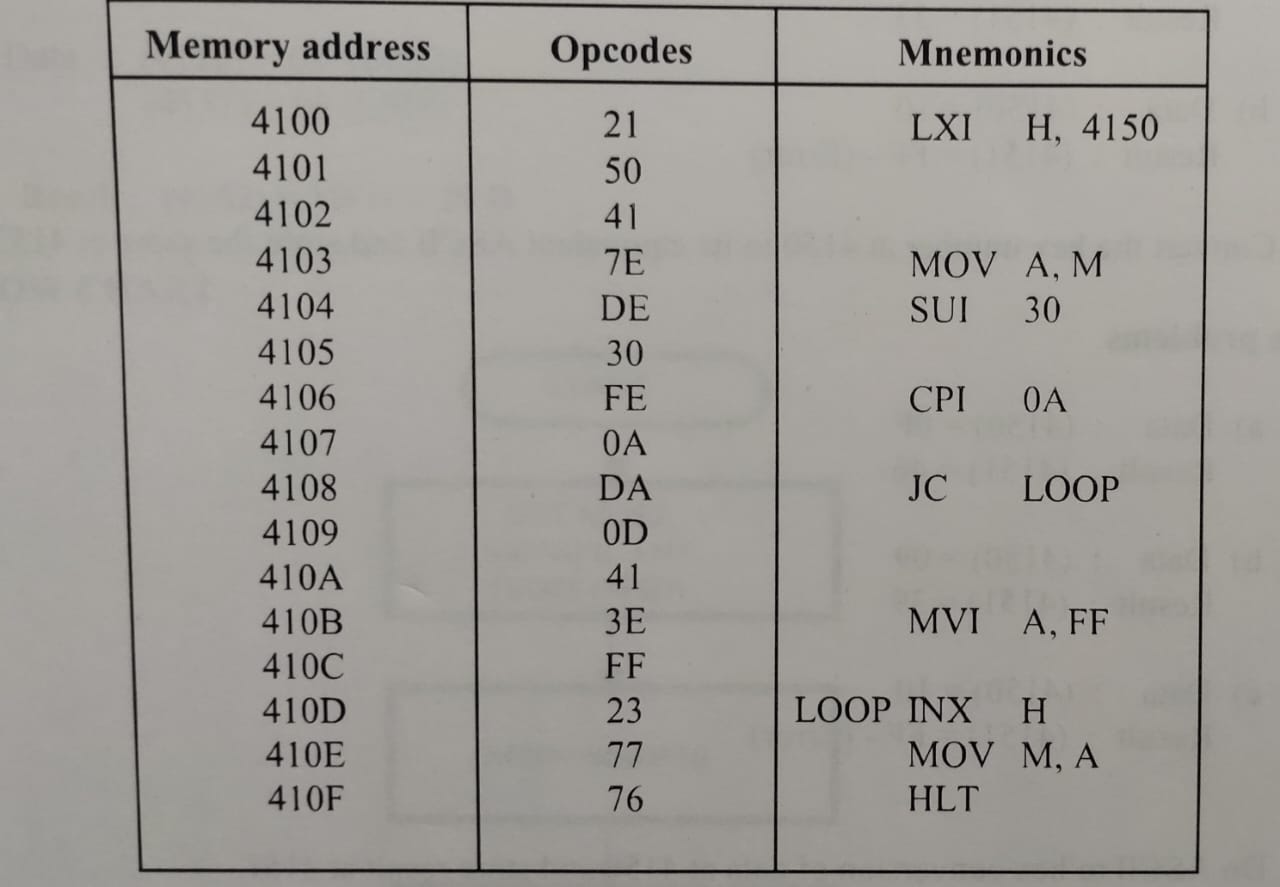 Memory address Opcodes Mnemonics
4100 21 LXI H, 4150
4101 50
4102 41
4103 7E MOV A, M
4104 DE SUI 30
4105 30
4106 FE CPI 0A
4107 0A
4108 DA JC LOOP
4109 0D
410A 41
410B 3E MVI A, FF
410C FF
410D 23 LOOP INX H
410E 77 MOV M, A
410F 76 HLT